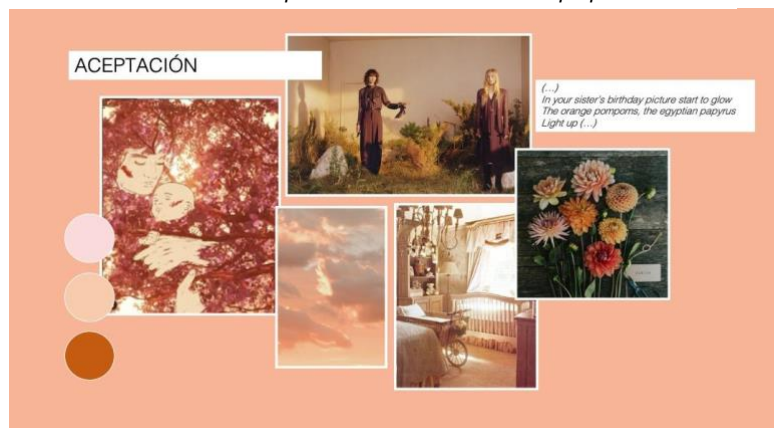 ACEPTACIÓN
(…)
In your sister's birthday picture start to glow
The orange pompoms, the egyptian papyrus
Light up (…)